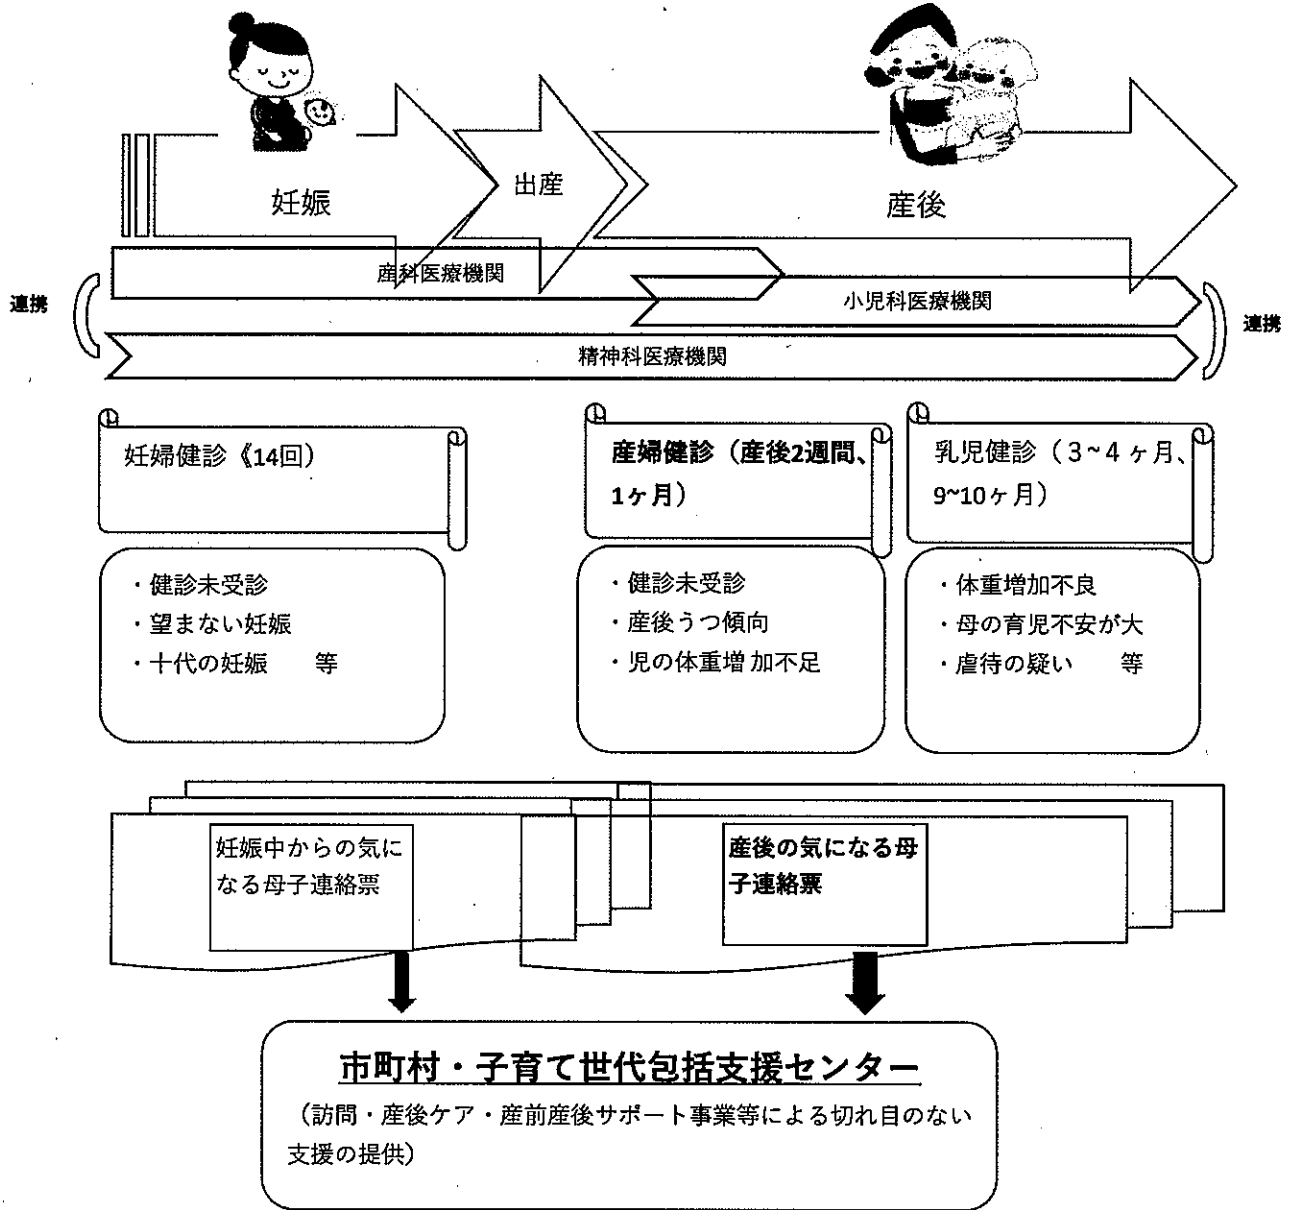 妊娠
出産
産後
産科医療機関
小児科医療機関
連携
連携
精神科医療機関
妊婦健診《14回）
産婦健診（産後2週間、
1ヶ月）
乳児健診（３~４ヶ月、
9~10ヶ月）
・健診未受診
・望まない妊娠
・十代の妊娠　　等
・健診未受診
・産後うつ傾向
・児の体重増加不足
・体重増加不良
・母の育児不安が大
・虐待の疑い　　等
妊娠中からの気に
なる母子連絡票
産後の気になる母
子連絡票
市町村・子育て世代包括支援センター
（訪問・産後ケア・産前産後サポート事業等による切れ目のない
支援の提供）